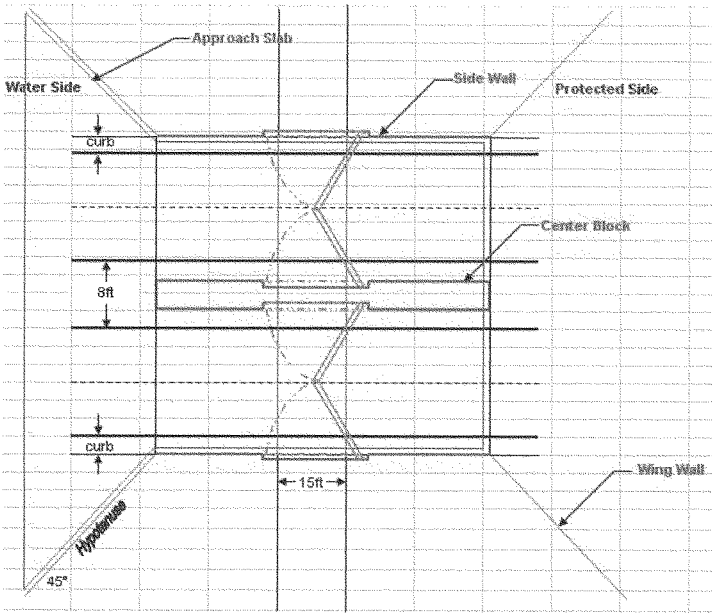 Approach Slab
Side Wall
Water Side
Protected Side
curb
Center Block
8ft
curb
Wing Wall
15ft
Hypotenuse
45°